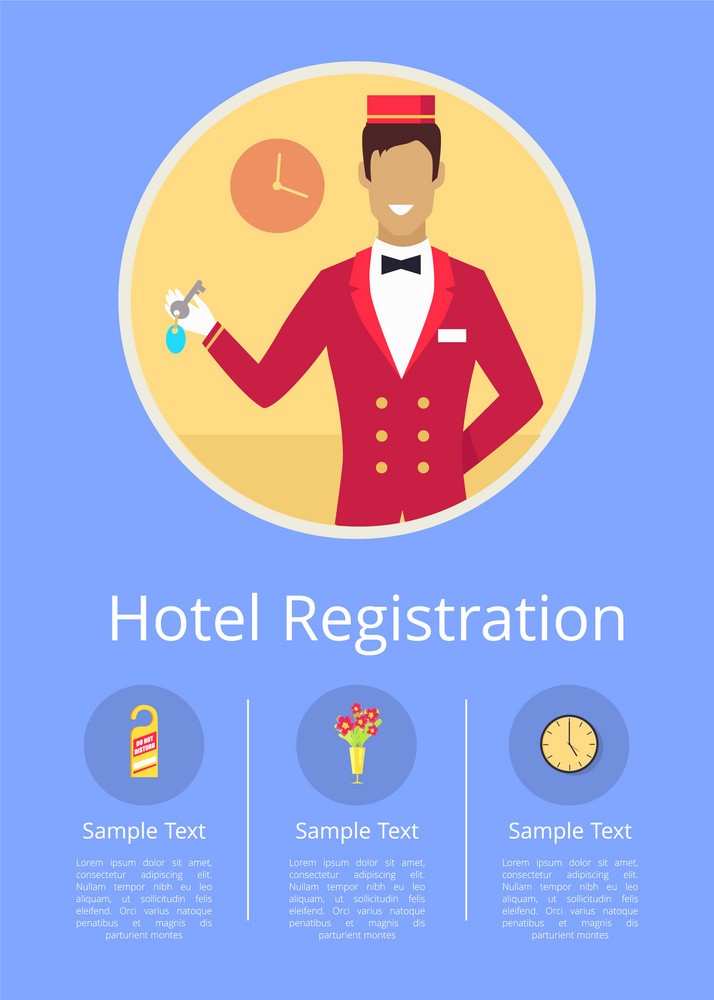 Hotel Registration
DO NOT
DISTURB
Sample Text
Lorem ipsum dolor sit amet,
consectetur adipiscing elit.
Nullam tempor nibh eu leo
aliquam, ut sollicitudin felis
eleifend. Orci varius natoque
penatibus et magnis dis
parturient montes
Sample Text
Lorem ipsum dolor sit amet,
consectetur adipiscing elit.
Nullam tempor nibh eu leo
aliquam, ut sollicitudin felis
eleifend. Orci varius natoque
penatibus et magnis dis
parturient montes
Sample Text
Lorem ipsum dolor sit amet,
consectetur adipiscing elit.
Nullam tempor nibh eu leo
aliquam, ut sollicitudin felis
eleifend. Orci varius natoque
penatibus et magnis dis
parturient montes